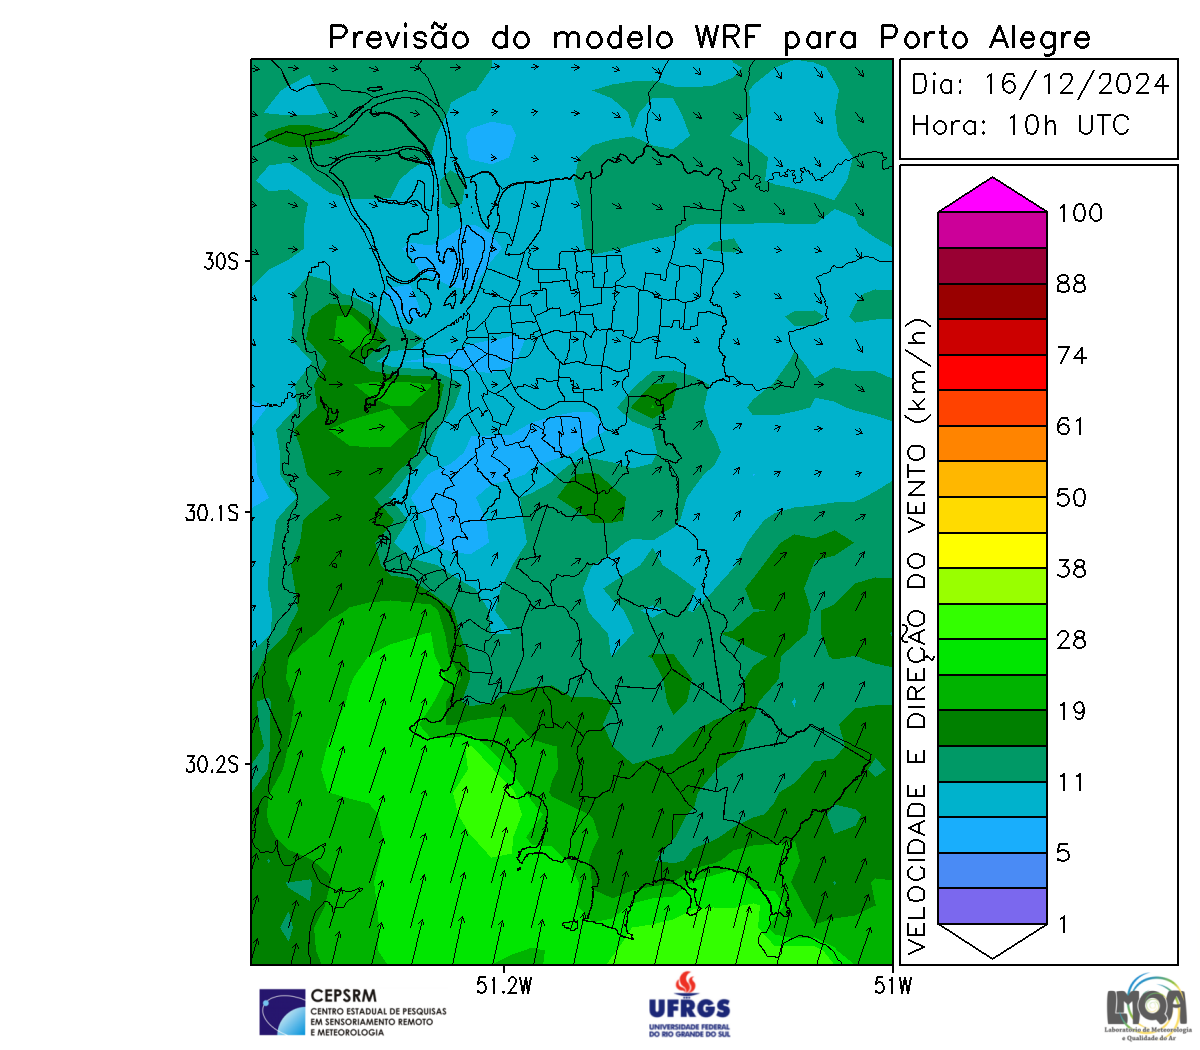 Previsão do modelo WRF para Porto Alegre
Dia: 16/12/2024
Hora: 10h UTC
30S
30.1S
30.2S
51.2W
51W
VELOCIDADE E DIREÇÃO DO VENTO (km/h)
100
88
74
61
50
38
28
19
11
5
1
CEPSRM
CENTRO ESTADUAL DE PESQUISAS
EM SENSORIAMENTO REMOTO
E METEOROLOGIA
UFRGS
UNIVERSIDADE FEDERAL
DO RIO GRANDE DO SUL
LMQA
Laboratório de Meteorologia
e Qualidade do Ar